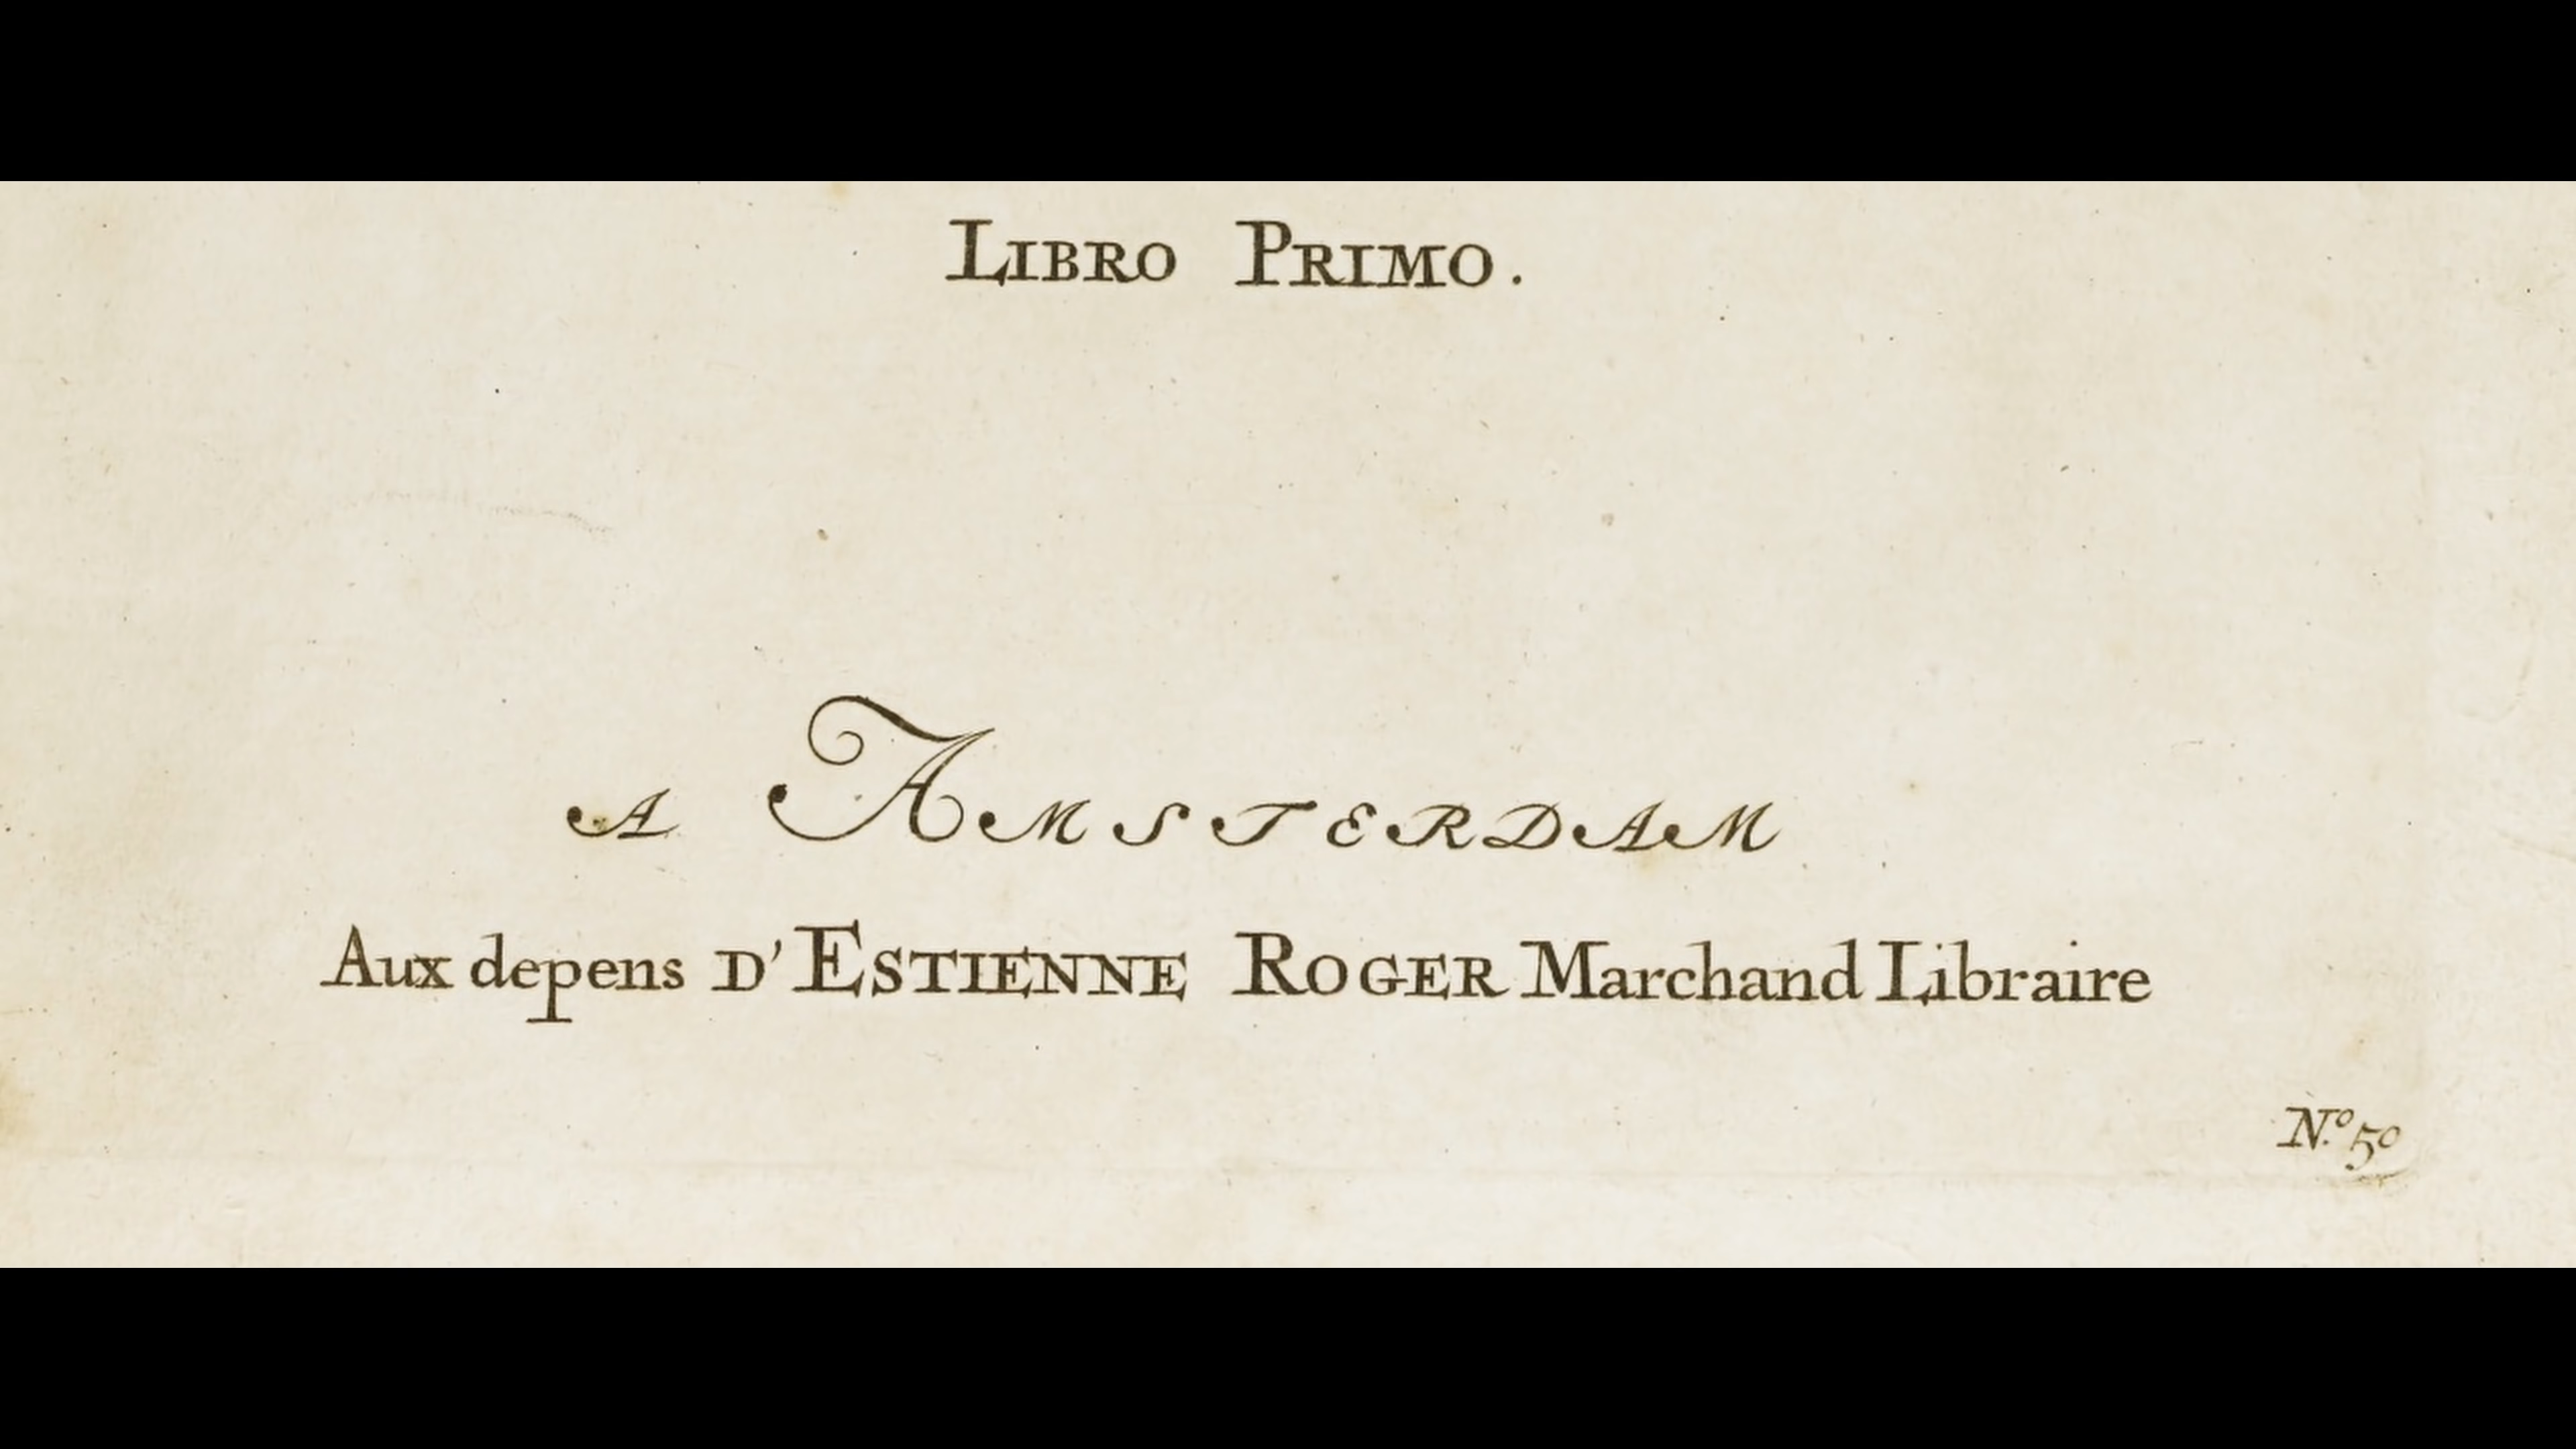 LIBRO PRIMO.
A AMSTERDAM
Aux depens D'ESTIENNE ROGER Marchand Libraire
N.º 50